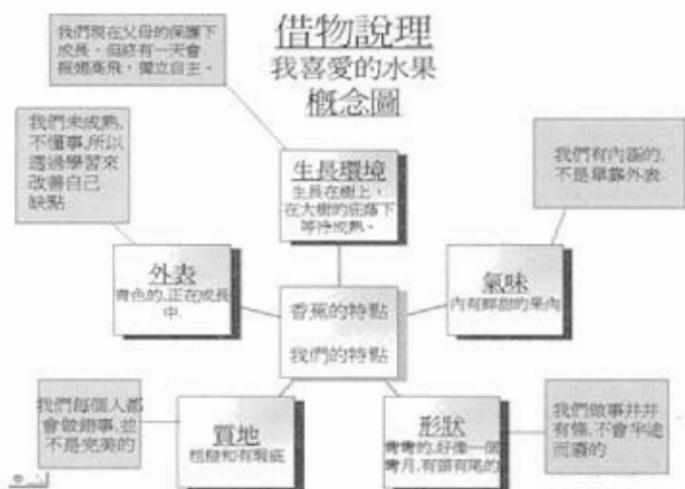 借物說理
我喜愛的水果
概念圖
我們現在父母的保護下
成長，但終有一天會
振翅高飛，獨立自主。
生長環境
生長在樹上，
在大樹的庇蔭下
等待成熟。
我們未成熟,
不懂事,所以
透過學習來
改善自己
缺點
外表
青色的,正在成長
中.
我們有內涵的,
不是單靠外表
氣味
內有鮮甜的果肉
香蕉的特點
我們的特點
我們每個人都
會做錯事,並
不是完美的
質地
粗糙和有瑕疵
形狀
彎彎的,好像一個
彎月,有頭有尾的
我們做事井井
有條,不會半途
而廢的